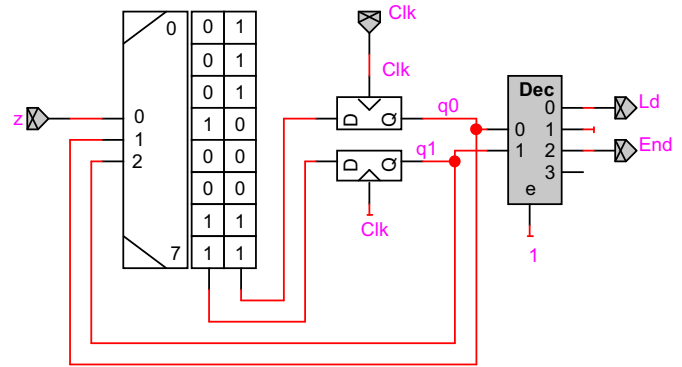 Clk
0 0 1
Clk
1 1
Dec
0 1
D Q q0 0 Ld
z 0 1 0 0 1
1 0 0 q1 1 2 End
2 D Q 3
0 0 e
1 1 Clk
7 1 1 1